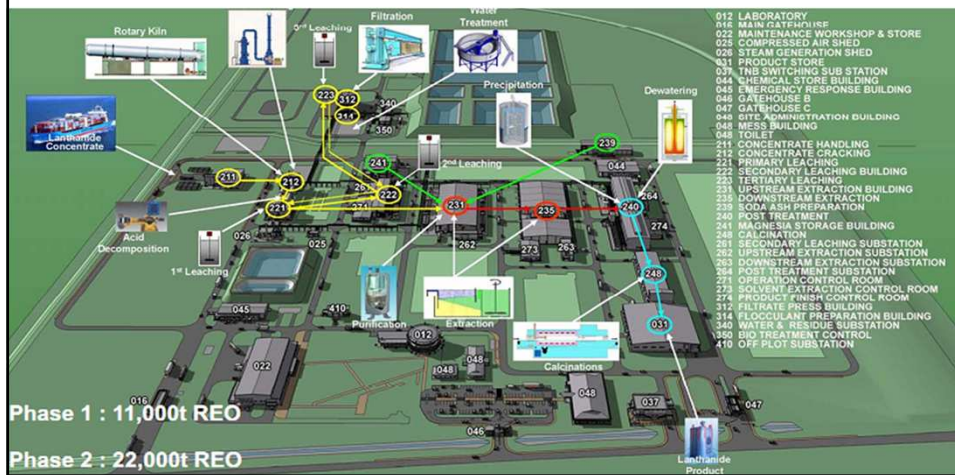 Rotary Kiln
3rd Leaching
Filtration
Water
Treatment
Lanthanide
Concentrate
Precipitation
Dewatering
2nd Leaching
Acid
Decomposition
1st Leaching
Purification
Extraction
Calcinations
Lanthanide
Product
223
312
314
340
350
241
239
044
211
212
26
222
221
271
231
235
240
264
274
026
025
262
273
263
248
045
410
012
031
022
048
048
048
016
046
037
047
Phase 1 : 11,000t REO
Phase 2 : 22,000t REO
012 LABORATORY
016 MAIN GATEHOUSE
022 MAINTENANCE WORKSHOP & STORE
025 COMPRESSED AIR SHED
026 STEAM GENERATION SHED
031 PRODUCT STORE
037 TNB SWITCHING SUB STATION
044 CHEMICAL STORE BUILDING
045 EMERGENCY RESPONSE BUILDING
046 GATEHOUSE B
047 GATEHOUSE C
048 SITE ADMINISTRATION BUILDING
048 MESS BUILDING
048 TOILET
211 CONCENTRATE HANDLING
212 CONCENTRATE CRACKING
221 PRIMARY LEACHING
222 SECONDARY LEACHING BUILDING
223 TERTIARY LEACHING
231 UPSTREAM EXTRACTION BUILDING
235 DOWNSTREAM EXTRACTION
239 SODA ASH PREPARATION
240 POST TREATMENT
241 MAGNESIA STORAGE BUILDING
248 CALCINATION
261 SECONDARY LEACHING SUBSTATION
262 UPSTREAM EXTRACTION SUBSTATION
263 DOWNSTREAM EXTRACTION SUBSTATION
264 POST TREATMENT SUBSTATION
271 OPERATION CONTROL ROOM
273 SOLVENT EXTRACTION CONTROL ROOM
274 PRODUCT FINISH CONTROL ROOM
312 FILTRATE PRESS BUILDING
314 FLOCCULANT PREPARATION BUILDING
340 WATER & RESIDUE SUBSTATION
350 BIO TREATMENT CONTROL
410 OFF PLOT SUBSTATION